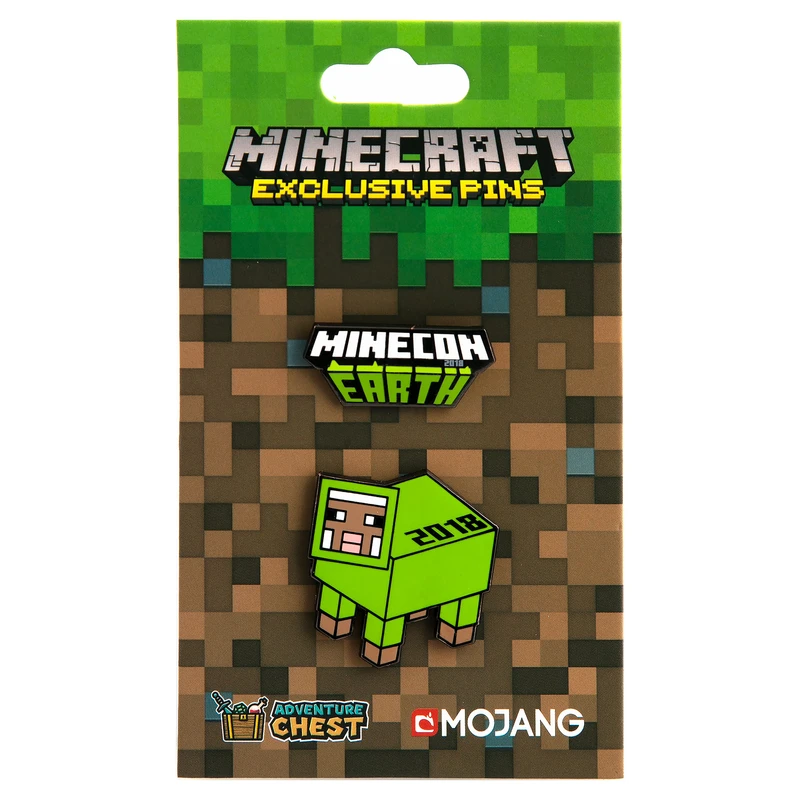 MINECRAFT
EXCLUSIVE PINS
MINECON
2018
EARTH
2018
ADVENTURE
CHEST
MOJANG